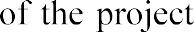 of the project